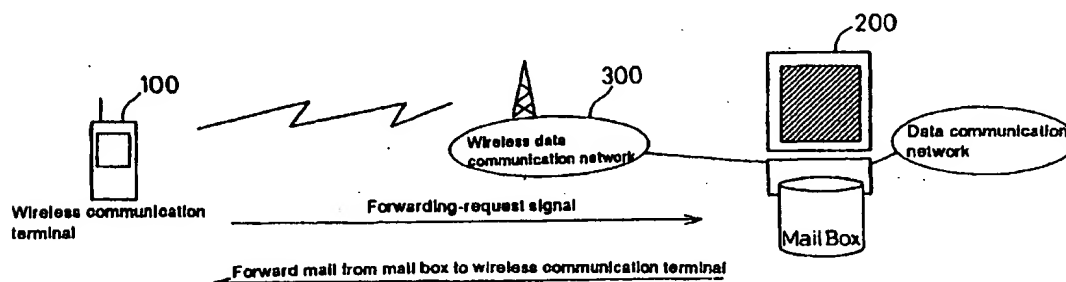 200
100
300
Wireless data
communication network
Data communication
network
Wireless communication
terminal
Forwarding-request signal
Mail Box
Forward mail from mail box to wireless communication terminal